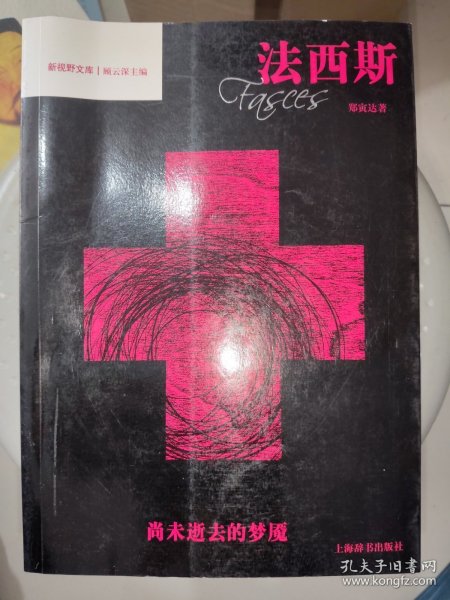 新视野文库|顾云深主编
法西斯
Fasces
郑寅达著
尚未逝去的梦魇
上海辞书出版社
孔夫子旧书网
www.kongfz.com